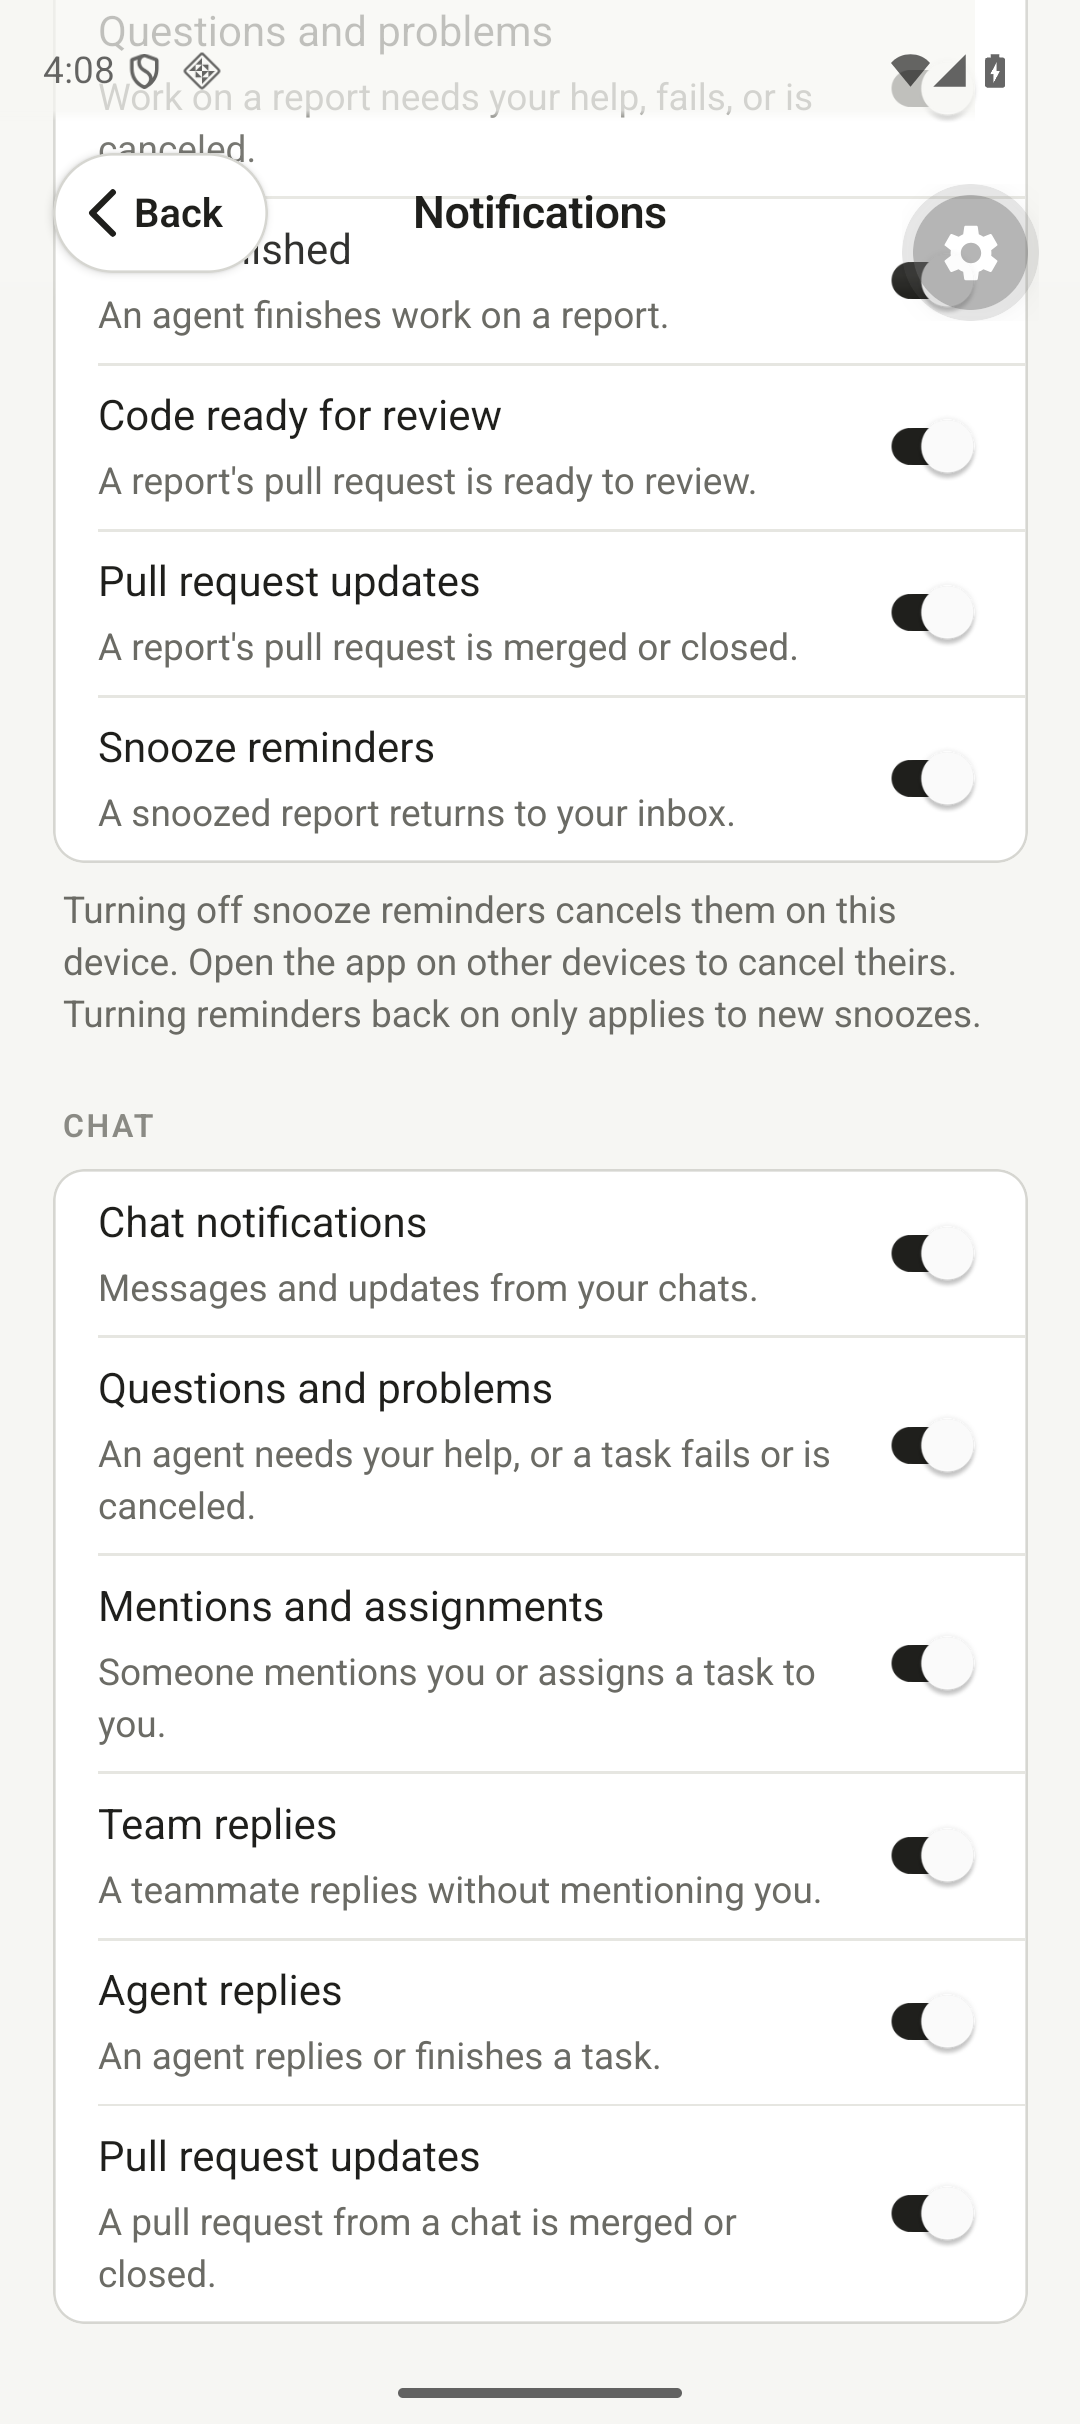 Questions and problems
4:08
Work on a report needs your help, fails, or is
canceled.
Back
Notifications
ished
An agent finishes work on a report.
Code ready for review
A report's pull request is ready to review.
Pull request updates
A report's pull request is merged or closed.
Snooze reminders
A snoozed report returns to your inbox.
Turning off snooze reminders cancels them on this
device. Open the app on other devices to cancel theirs.
Turning reminders back on only applies to new snoozes.
CHAT
Chat notifications
Messages and updates from your chats.
Questions and problems
An agent needs your help, or a task fails or is
canceled.
Mentions and assignments
Someone mentions you or assigns a task to
you.
Team replies
A teammate replies without mentioning you.
Agent replies
An agent replies or finishes a task.
Pull request updates
A pull request from a chat is merged or
closed.